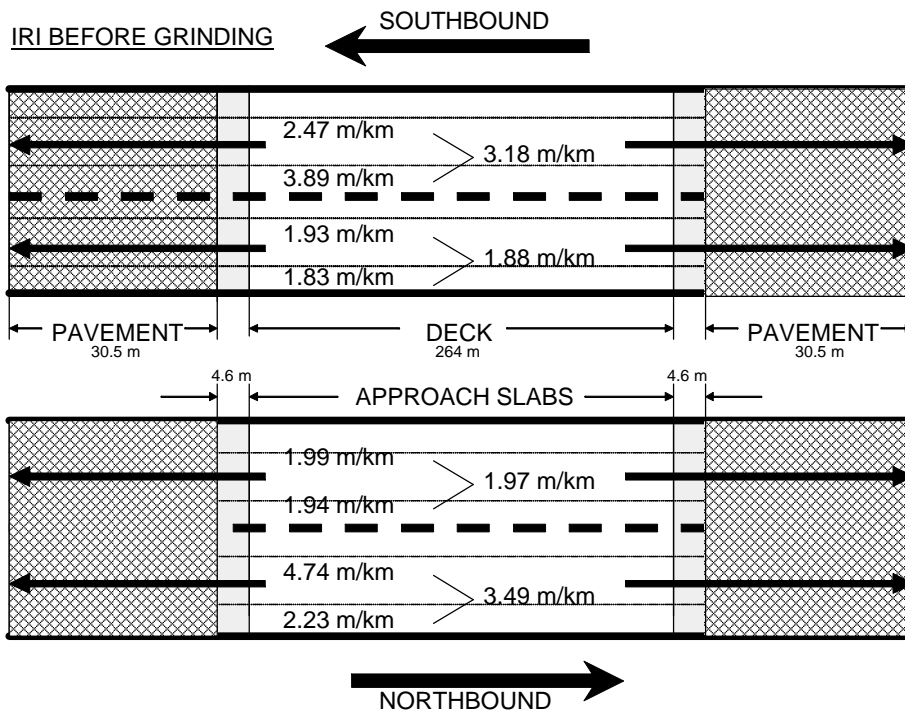 SOUTHBOUND
IRI BEFORE GRINDING
2.47 m/km
3.18 m/km
3.89 m/km
1.93 m/km
1.88 m/km
1.83 m/km
PAVEMENT DECK PAVEMENT
30.5 m 264 m 30.5 m
4.6 m 4.6 m
APPROACH SLABS
1.99 m/km
1.97 m/km
1.94 m/km
4.74 m/km
3.49 m/km
2.23 m/km
NORTHBOUND